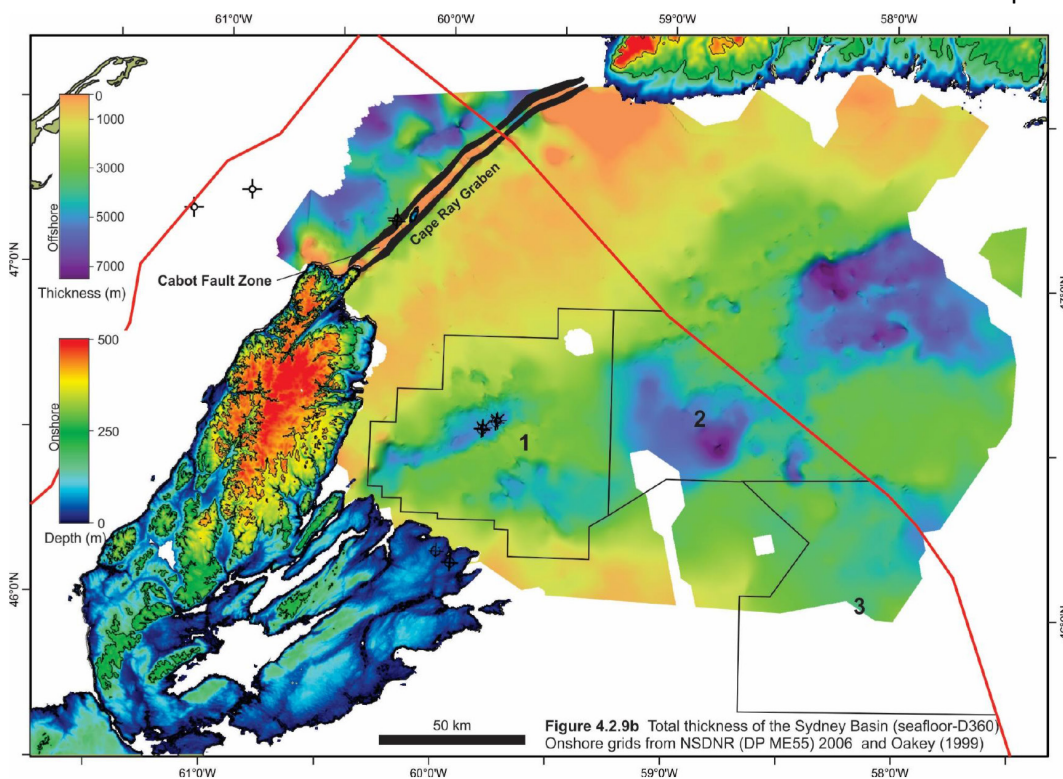 61°0'W 60°0'W 59°0'W 58°0'W
0
1000
3000
5000
7000
Offshore
Thickness (m)
47°0'N
Cape Ray Graben
Cabot Fault Zone
500
250
0
Onshore
Depth (m)
1
2
3
46°0'N
46°0'N
50 km
Figure 4.2.9b Total thickness of the Sydney Basin (seafloor-D360)
Onshore grids from NSDNR (DP ME55) 2006 and Oakey (1999)
61°0'W 60°0'W 59°0'W 58°0'W